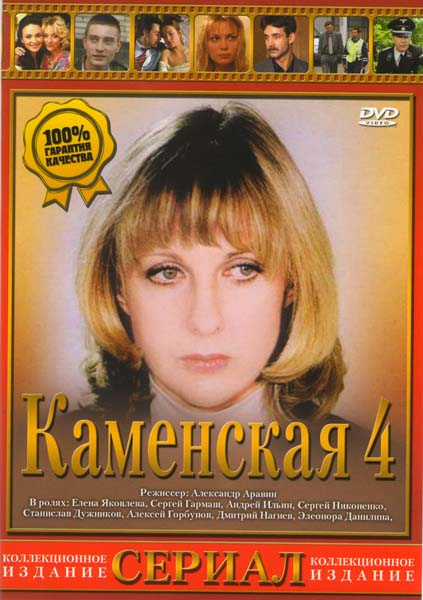 DVD
VIDEO
100%
ГАРАНТИЯ
КАЧЕСТВА
Каменская 4
Режиссер: Александр Аравин
В ролях: Елена Яковлева, Сергей Гармаш, Андрей Ильин, Сергей Никоненко,
Станислав Дужников, Алексей Горбунов, Дмитрий Нагиев, Элеонора Данилина,
КОЛЛЕКЦИОННОЕ
ИЗДАНИЕ
СЕРИАЛ
КОЛЛЕКЦИОННОЕ
ИЗДАНИЕ